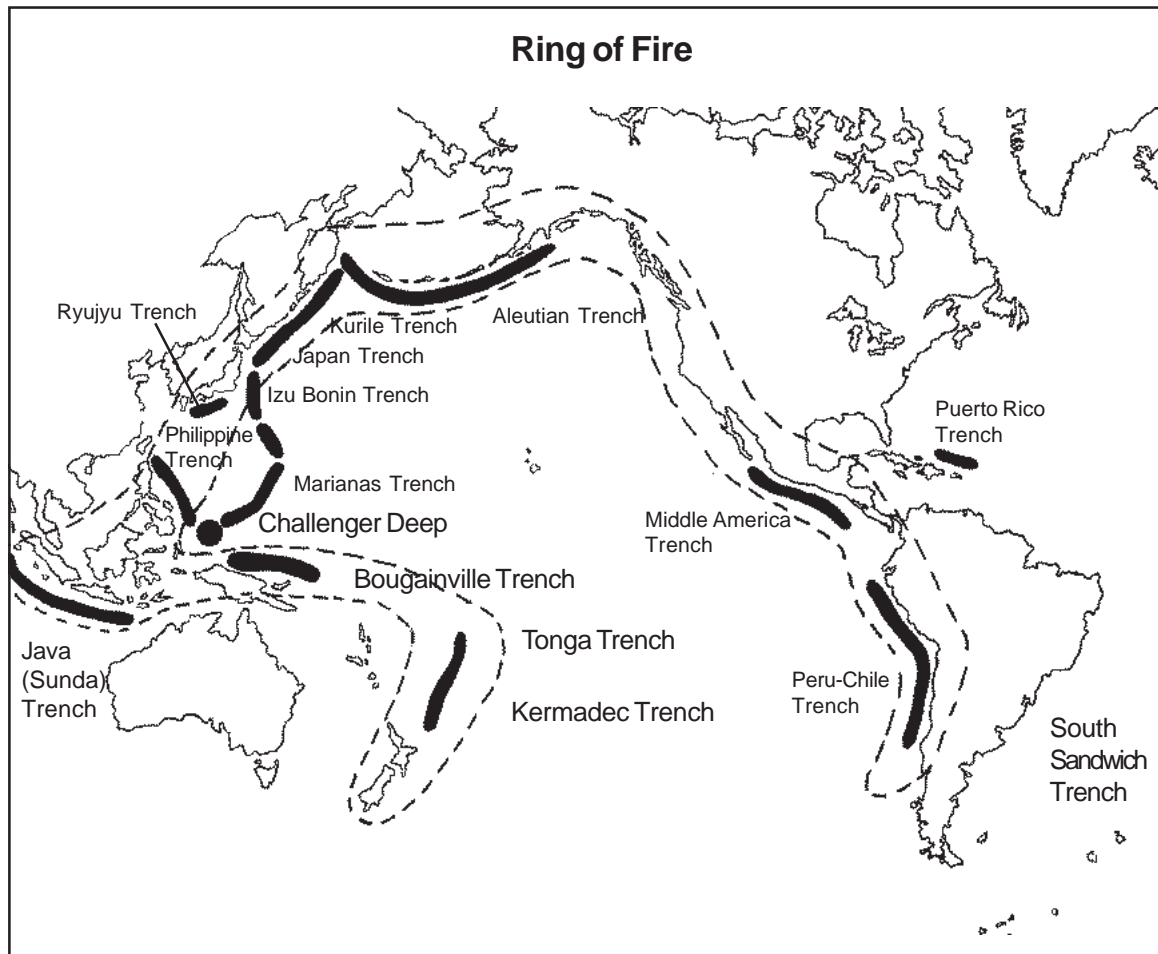 Ring of Fire
Ryujyu Trench
Kurile Trench
Aleutian Trench
Japan Trench
Izu Bonin Trench
Philippine
Trench
Marianas Trench
Challenger Deep
Puerto Rico
Trench
Middle America
Trench
Bougainville Trench
Java
(Sunda)
Trench
Tonga Trench
Kermadec Trench
Peru-Chile
Trench
South
Sandwich
Trench